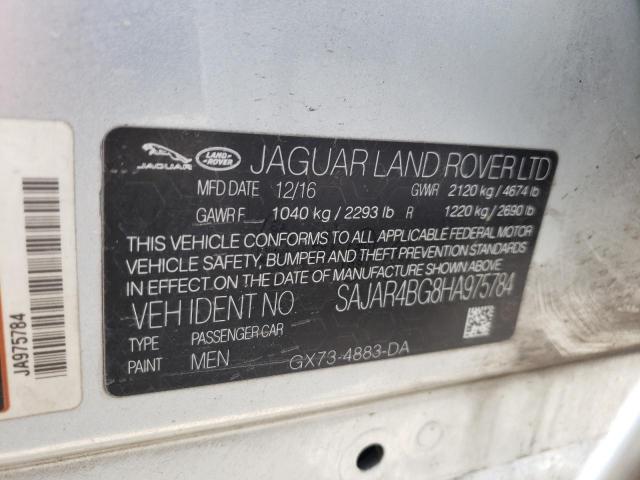 JAGUAR
LAND-
ROVER
JAGUAR LAND ROVER LTD
MFD DATE 12/16 GVWR 2120 kg / 4674 lb
GAWR F 1040 kg / 2293 lb R 1220 kg / 2690 lb
THIS VEHICLE CONFORMS TO ALL APPLICABLE FEDERAL MOTOR
VEHICLE SAFETY, BUMPER AND THEFT PREVENTION STANDARDS
IN EFFECT ON THE DATE OF MANUFACTURE SHOWN ABOVE.
VEH IDENT NO. SAJAR4BG8HA975784
TYPE PASSENGER CAR
PAINT MEN GX73-4883-DA
JA975784